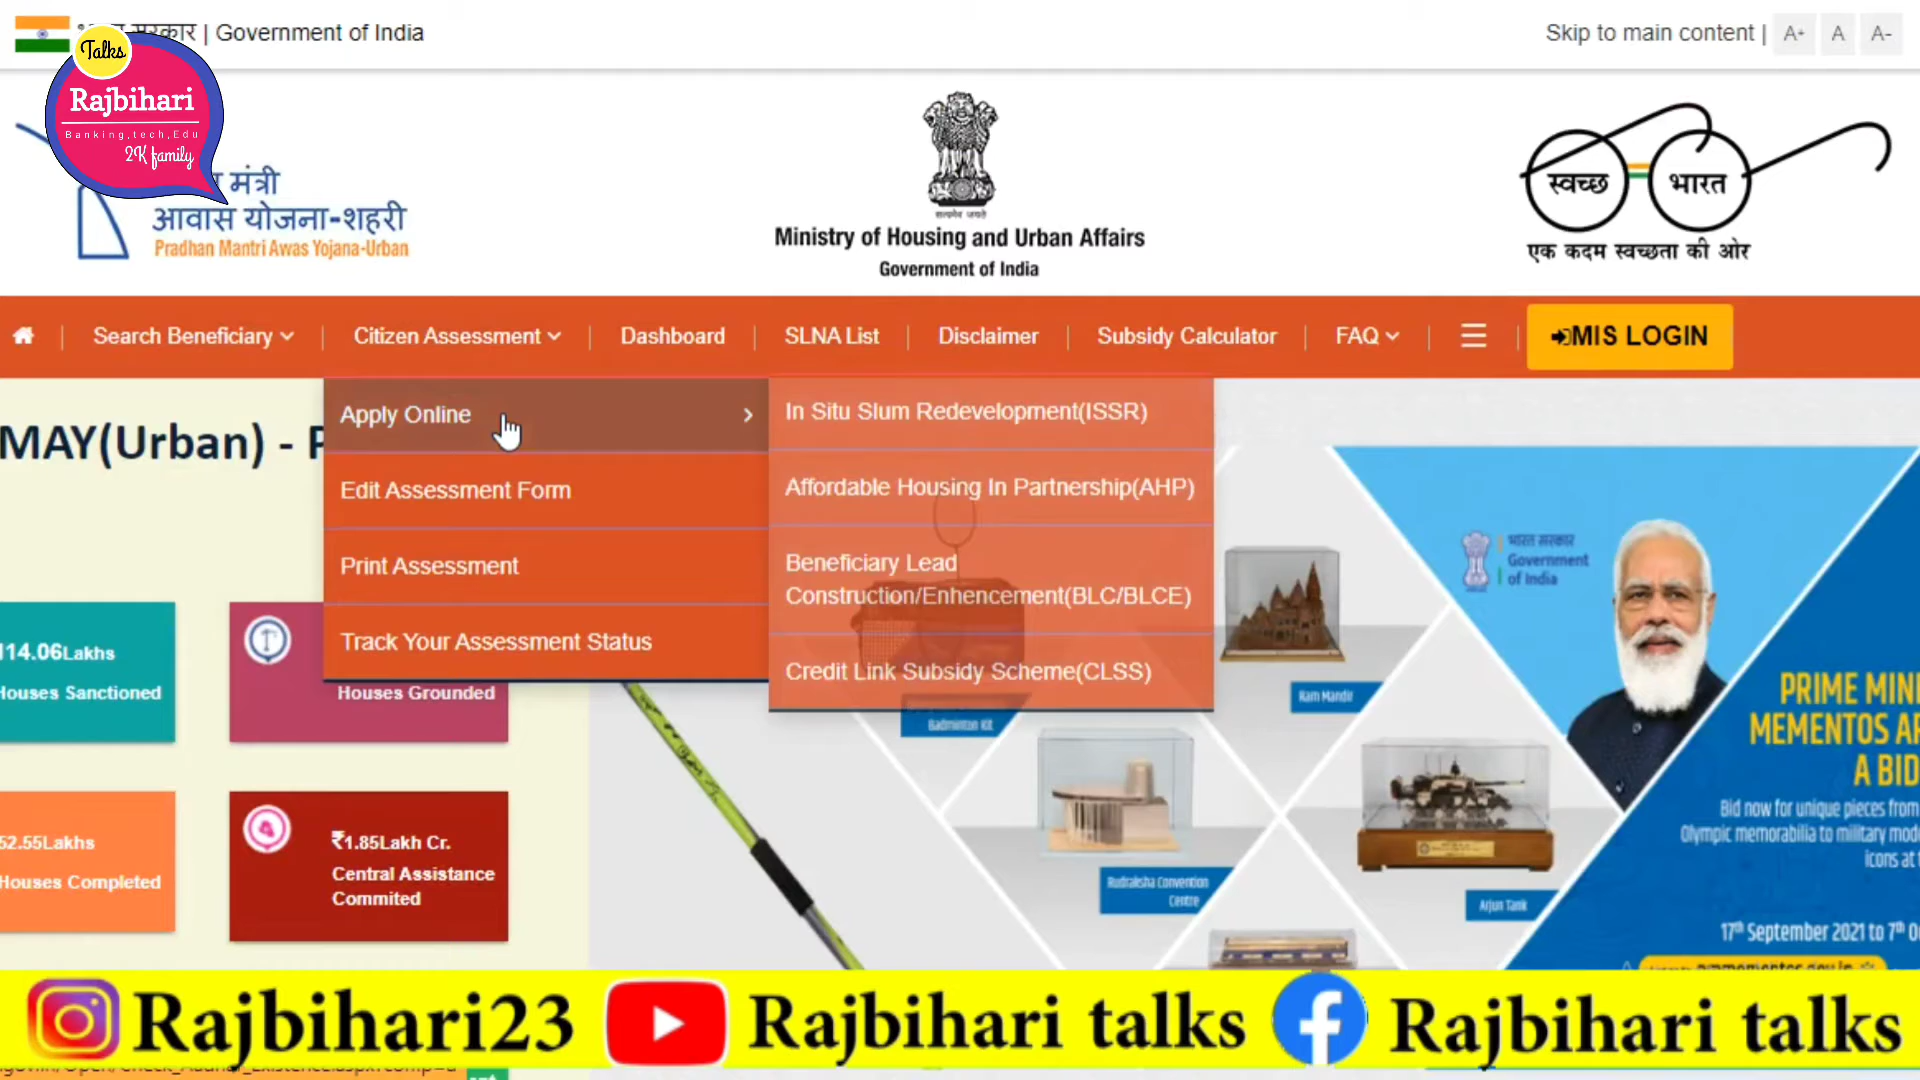 सरकार | Government of India
Skip to main content |
A+
A
A-
Talks
Rajbihari
Banking,tech,Edu
2K family
मंत्री
आवास योजना-शहरी
Pradhan Mantri Awas Yojana-Urban
सत्यमेव जयते
Ministry of Housing and Urban Affairs
Government of India
स्वच्छ भारत
एक कदम स्वच्छता की ओर
Search Beneficiary
Citizen Assessment
Dashboard
SLNA List
Disclaimer
Subsidy Calculator
FAQ
MIS LOGIN
Apply Online
Edit Assessment Form
Print Assessment
Track Your Assessment Status
In Situ Slum Redevelopment(ISSR)
Affordable Housing In Partnership(AHP)
Beneficiary Lead
Construction/Enhencement(BLC/BLCE)
Credit Link Subsidy Scheme(CLSS)
MAY(Urban) - P
114.06Lakhs
Houses Sanctioned
Houses Grounded
52.55Lakhs
Houses Completed
₹1.85Lakh Cr.
Central Assistance
Commited
भारत सरकार
Government
of India
Ram Mandir
Badminton Kit
Rudraksha Convention
Centre
Arjun Tank
PRIME MINI
MEMENTOS AR
A BID
Bid now for unique pieces from
Olympic memorabilia to military mode
icons at
17th September 2021 to 7th O
Rajbihari23
Rajbihari talks
Rajbihari talks